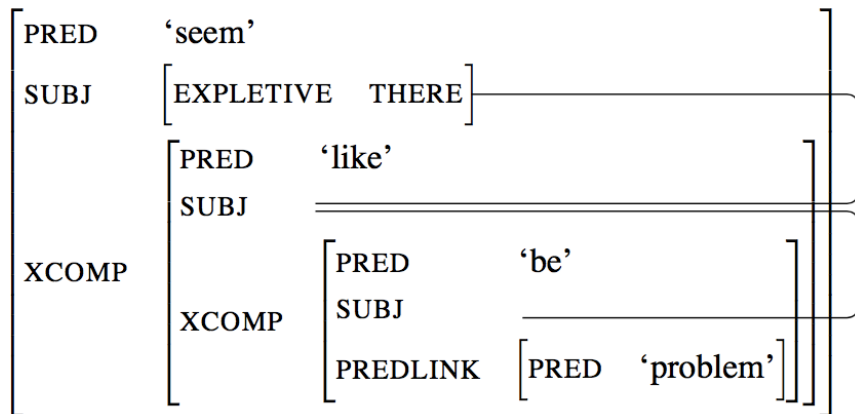 PRED ‘seem’
SUBJ EXPLETIVE THERE
PRED ‘like’
SUBJ
XCOMP
PRED ‘be’
XCOMP
SUBJ
PREDLINK PRED ‘problem’